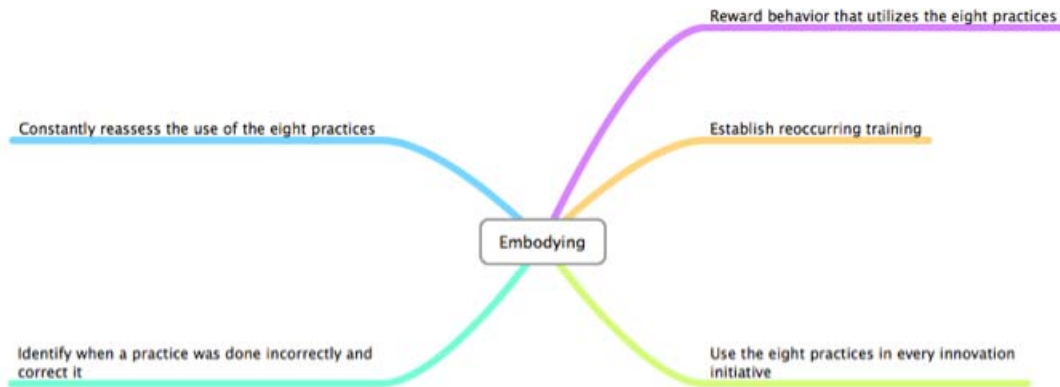 Reward behavior that utilizes the eight practices
Constantly reassess the use of the eight practices
Establish reoccurring training
Embodying
Identify when a practice was done incorrectly and
correct it
Use the eight practices in every innovation
initiative